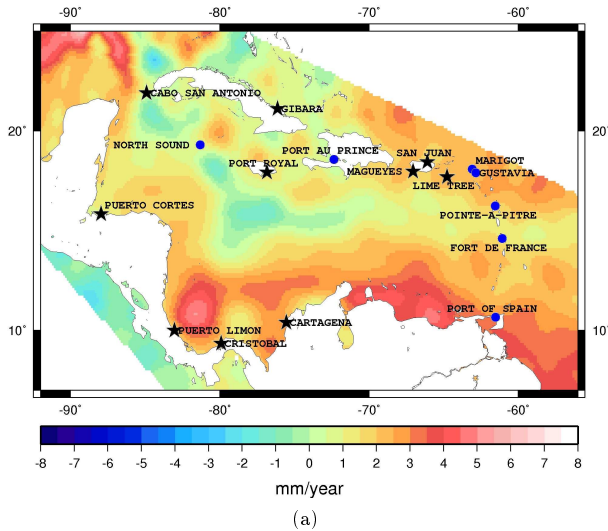 -90° -80° -70° -60°
CABO SAN ANTONIO
GIBARA
20° 20°
NORTH SOUND
PORT AU PRINCE
SAN JUAN
PORT ROYAL
MARIGOT
MAGUEYES
GUSTAVIA
LIME TREE
PUERTO CORTES
POINTE-A-PITRE
FORT DE FRANCE
PORT OF SPAIN
10° 10°
PUERTO LIMON
CARTAGENA
CRISTOBAL
-90° -80° -70° -60°
-8 -7 -6 -5 -4 -3 -2 -1 0 1 2 3 4 5 6 7 8
mm/year
(a)